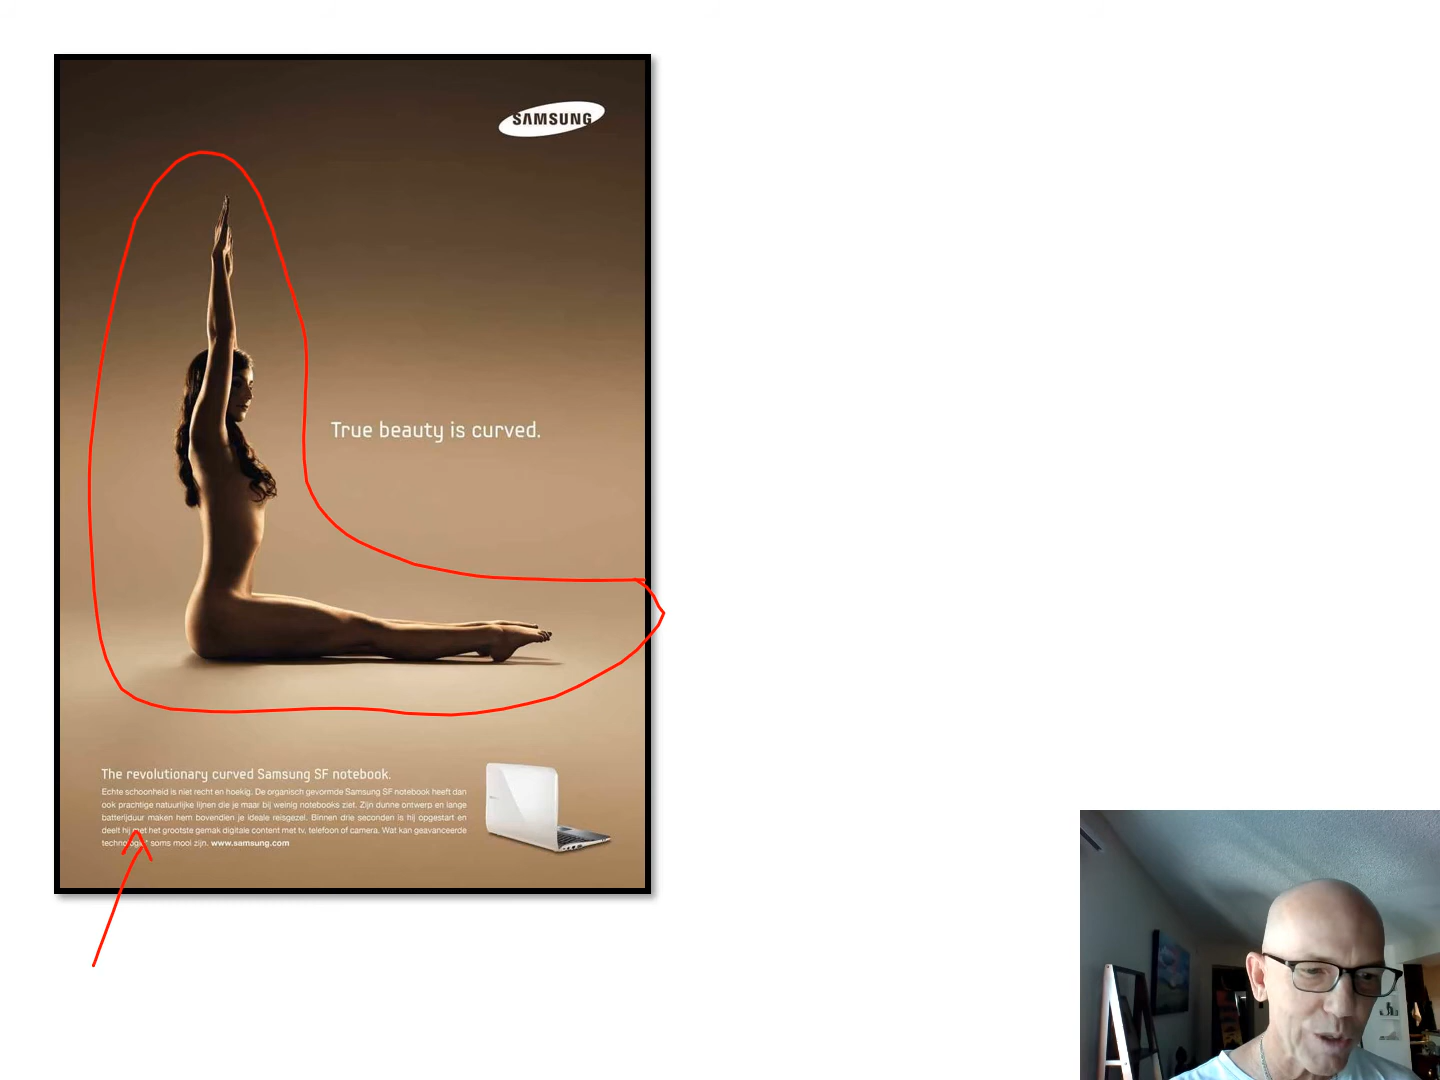 SAMSUNG
True beauty is curved.
The revolutionary curved Samsung SF notebook.
Echte schoonheid is niet recht en hoekig. De organisch gevormde Samsung SF notebook heeft dan
ook prachtige natuurlijke lijnen die je maar bij weinig notebooks ziet. Zijn dunne ontwerp en lange
batterijduur maken hem bovendien je ideale reisgezel. Binnen drie seconden is hij opgestart en
deelt hij met het grootste gemak digitale content met tv, telefoon of camera. Wat kan geavanceerde
technologie soms mooi zijn. www.samsung.com